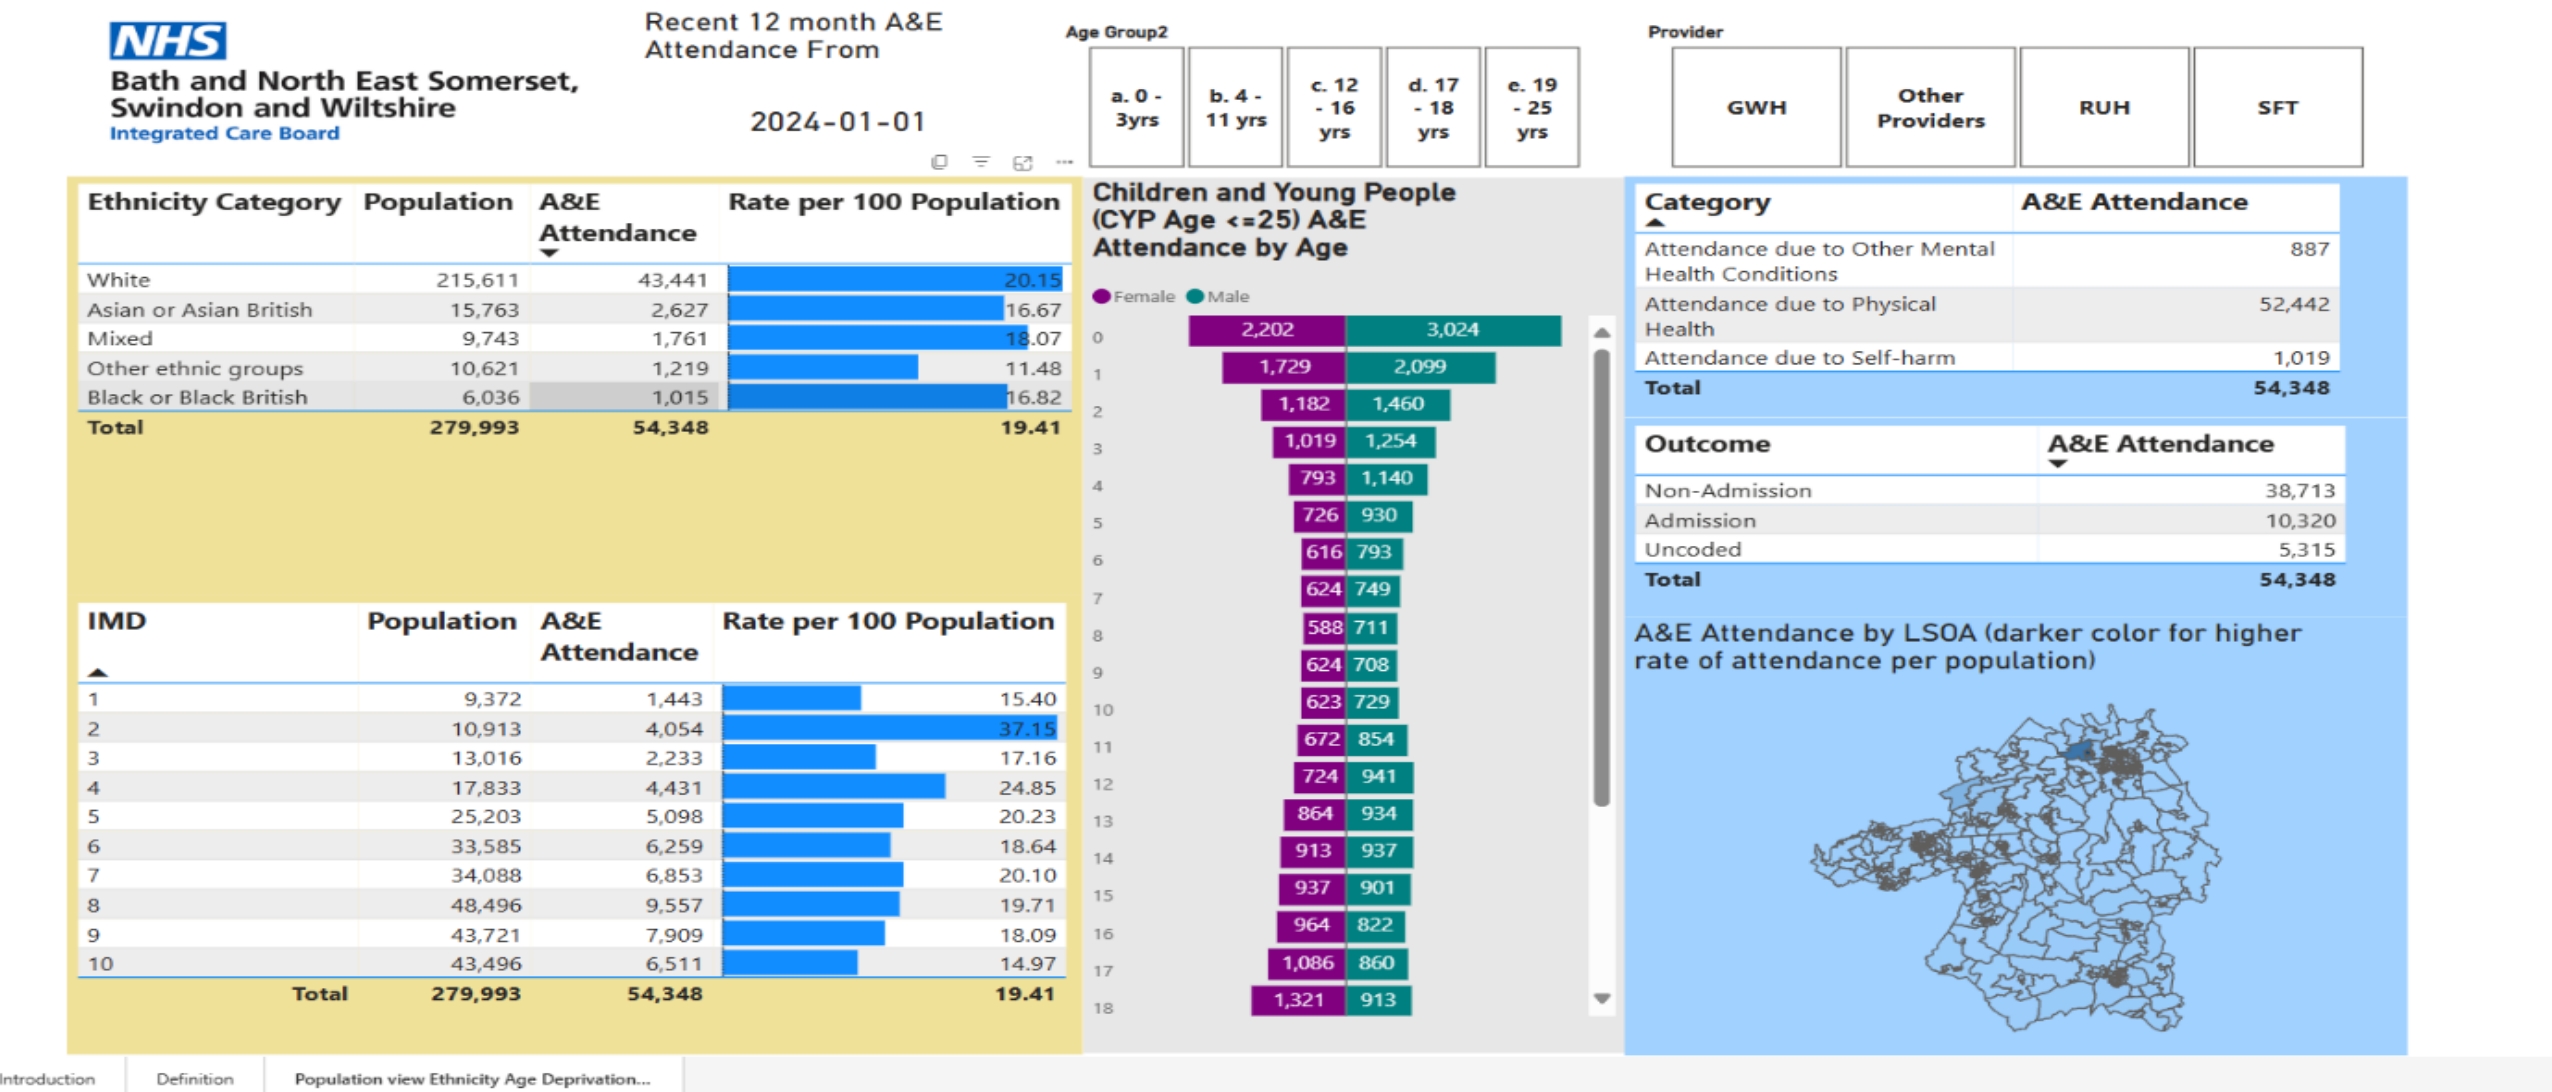 NHS
Bath and North East Somerset,
Swindon and Wiltshire
Integrated Care Board
Recent 12 month A&E
Attendance From
2024-01-01
Age Group2
a. 0 -
3yrs
b. 4 -
11 yrs
c. 12
- 16
yrs
d. 17
- 18
yrs
e. 19
- 25
yrs
Provider
GWH
Other
Providers
RUH
SFT
Ethnicity Category Population A&E Attendance Rate per 100 Population
White 215,611 43,441 20.15
Asian or Asian British 15,763 2,627 16.67
Mixed 9,743 1,761 18.07
Other ethnic groups 10,621 1,219 11.48
Black or Black British 6,036 1,015 16.82
Total 279,993 54,348 19.41
IMD Population A&E Attendance Rate per 100 Population
1 9,372 1,443 15.40
2 10,913 4,054 37.15
3 13,016 2,233 17.16
4 17,833 4,431 24.85
5 25,203 5,098 20.23
6 33,585 6,259 18.64
7 34,088 6,853 20.10
8 48,496 9,557 19.71
9 43,721 7,909 18.09
10 43,496 6,511 14.97
Total 279,993 54,348 19.41
Children and Young People
(CYP Age <=25) A&E
Attendance by Age
Female Male
0 2,202 3,024
1 1,729 2,099
2 1,182 1,460
3 1,019 1,254
4 793 1,140
5 726 930
6 616 793
7 624 749
8 588 711
9 624 708
10 623 729
11 672 854
12 724 941
13 864 934
14 913 937
15 937 901
16 964 822
17 1,086 860
18 1,321 913
Category A&E Attendance
Attendance due to Other Mental
Health Conditions 887
Attendance due to Physical
Health 52,442
Attendance due to Self-harm 1,019
Total 54,348
Outcome A&E Attendance
Non-Admission 38,713
Admission 10,320
Uncoded 5,315
Total 54,348
A&E Attendance by LSOA (darker color for higher
rate of attendance per population)
Introduction Definition Population view Ethnicity Age Deprivation...